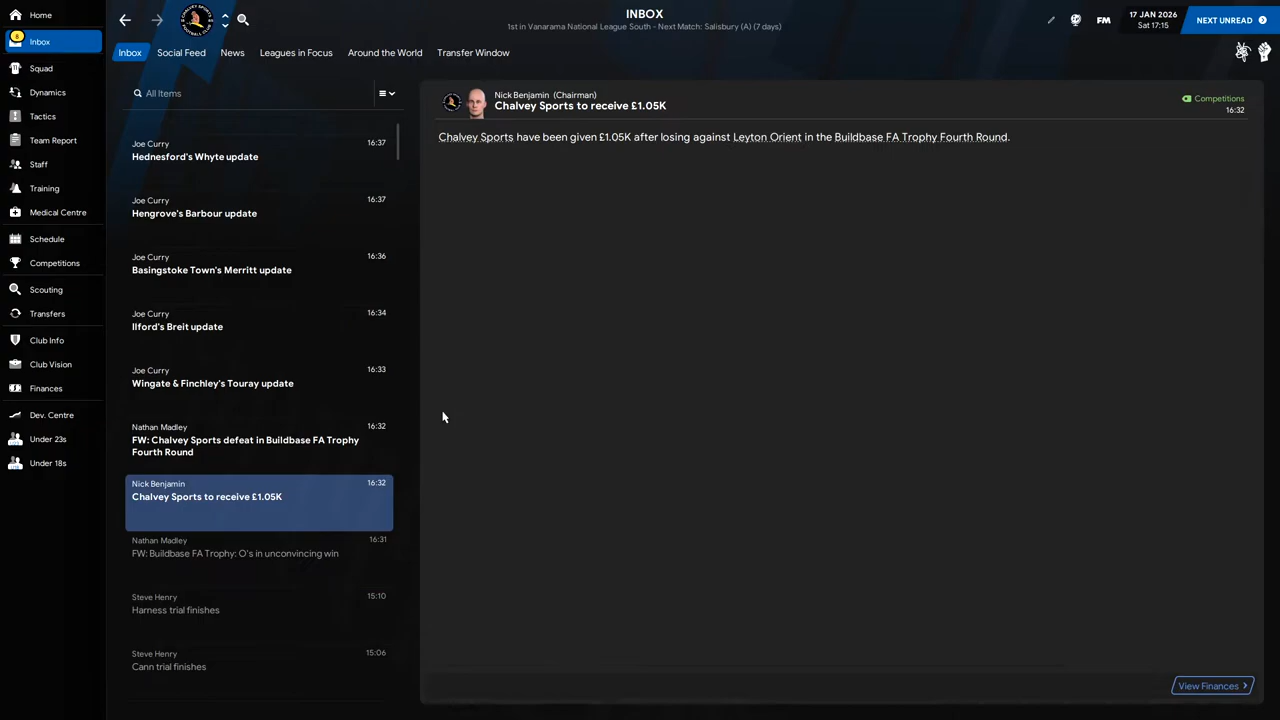 Home
Inbox
8
Squad
Dynamics
Tactics
Team Report
Staff
Training
Medical Centre
Schedule
Competitions
Scouting
Transfers
Club Info
Club Vision
Finances
Dev. Centre
Under 23s
Under 18s
INBOX
1st in Vanarama National League South - Next Match: Salisbury (A) (7 days)
FM
17 JAN 2026
Sat 17:15
NEXT UNREAD
Inbox
Social Feed
News
Leagues in Focus
Around the World
Transfer Window
All Items
Joe Curry
16:37
Hednesford's Whyte update
Joe Curry
16:37
Hengrove's Barbour update
Joe Curry
16:36
Basingstoke Town's Merritt update
Joe Curry
16:34
Ilford's Breit update
Joe Curry
16:33
Wingate & Finchley's Touray update
Nathan Madley
16:32
FW: Chalvey Sports defeat in Buildbase FA Trophy
Fourth Round
Nick Benjamin
16:32
Chalvey Sports to receive £1.05K
Nathan Madley
16:31
FW: Buildbase FA Trophy: O's in unconvincing win
Steve Henry
15:10
Harness trial finishes
Steve Henry
15:06
Cann trial finishes
Nick Benjamin (Chairman)
Chalvey Sports to receive £1.05K
Competitions
16:32
Chalvey Sports have been given £1.05K after losing against Leyton Orient in the Buildbase FA Trophy Fourth Round.
View Finances